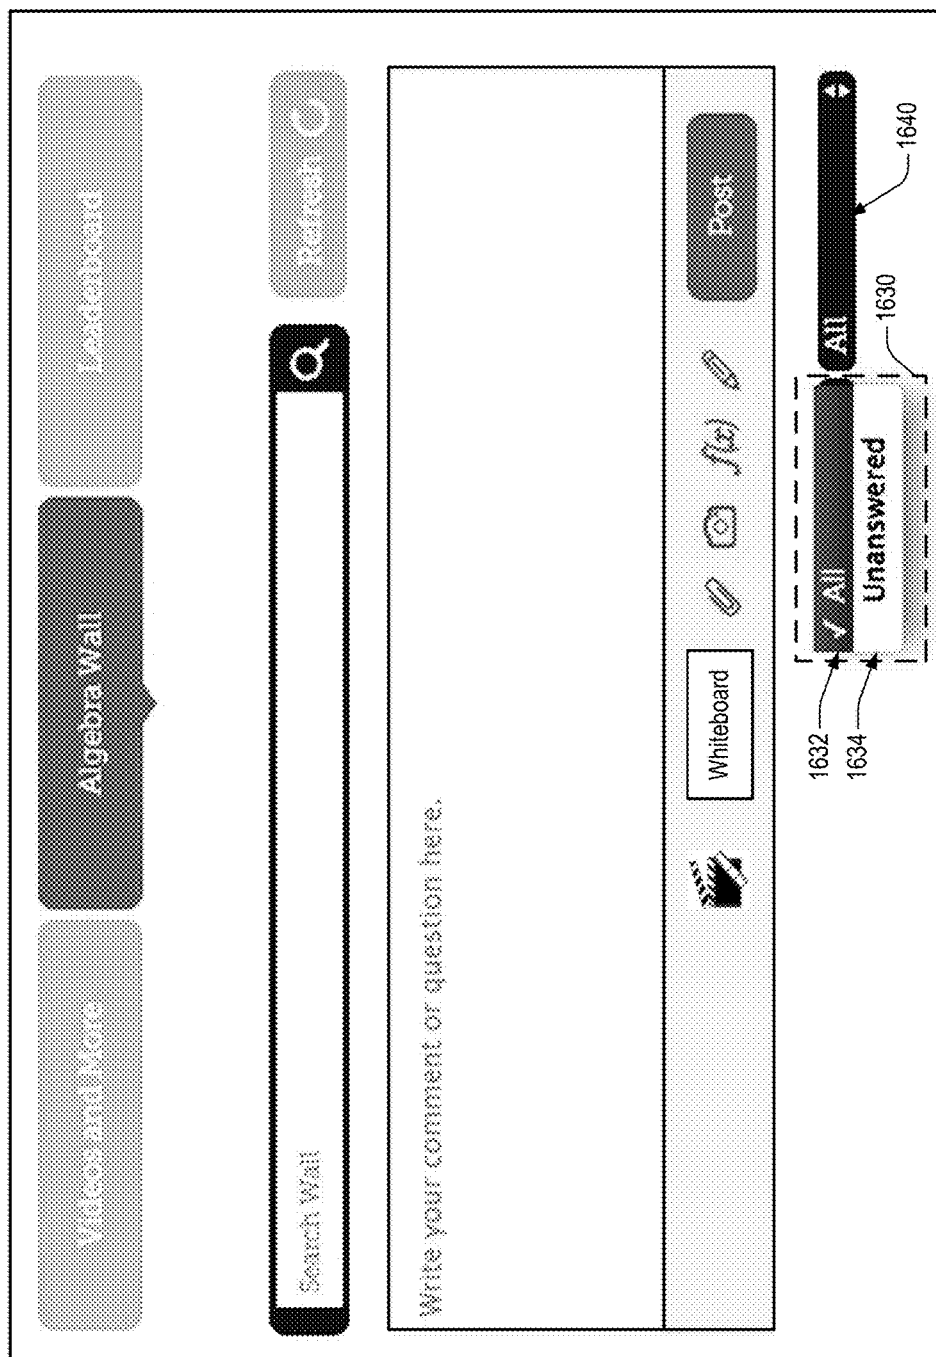 Videos and More
Algebra Wall
Leaderboard
Search Wall
Refresh
Write your comment or question here.
Whiteboard
f(x)
Post
✓ All
Unanswered
All
1632
1634
1630
1640